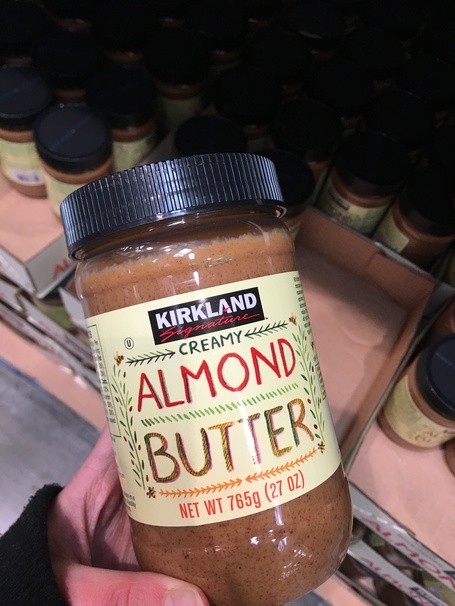 KIRKLAND
Signature
U
CREAMY
ALMOND
BUTTER
NET WT 765g (27 OZ)